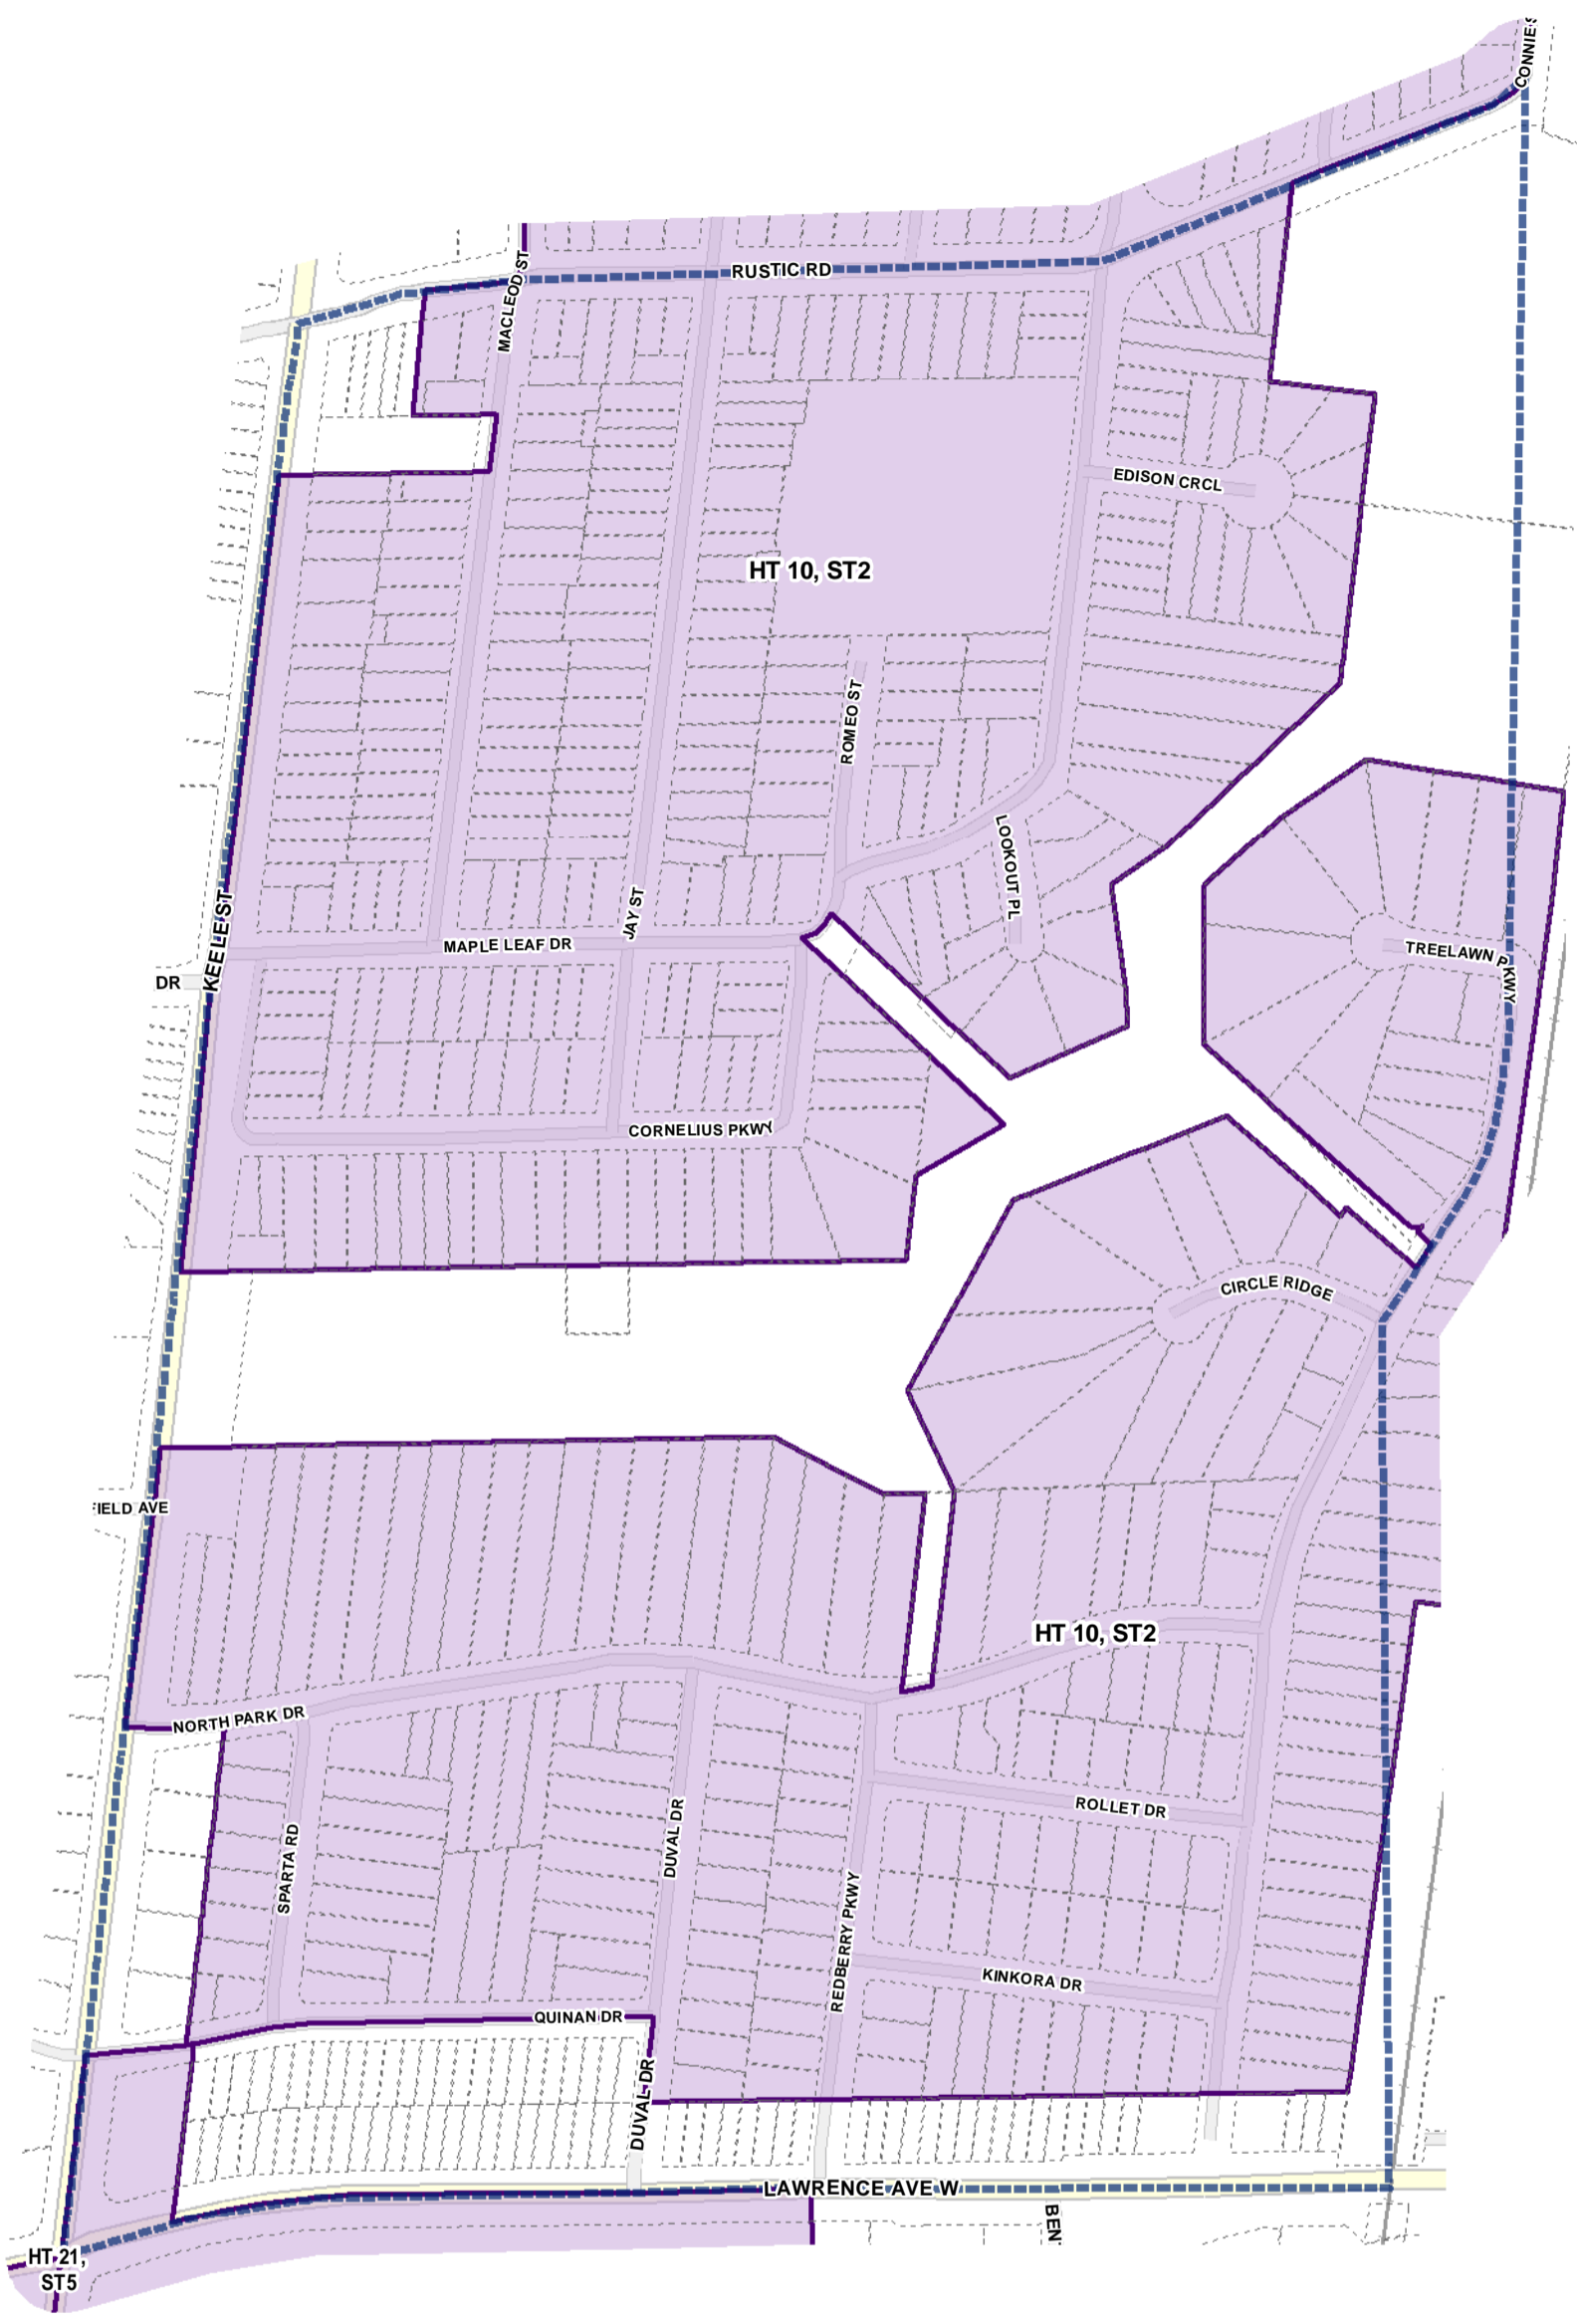 CONNIES
RUSTIC RD
MACLEOD ST
EDISON CRCL
HT 10, ST2
ROMEO ST
LOOKOUT PL
JAY ST
KEELE ST
MAPLE LEAF DR
TREELAWN PKWY
DR
CORNELIUS PKWY
CIRCLE RIDGE
FIELD AVE
HT 10, ST2
NORTH PARK DR
ROLLET DR
DUVAL DR
SPARTA RD
REDBERRY PKWY
KINKORA DR
QUINAN DR
DUVAL DR
LAWRENCE AVE W
BEN
HT 21,
ST5